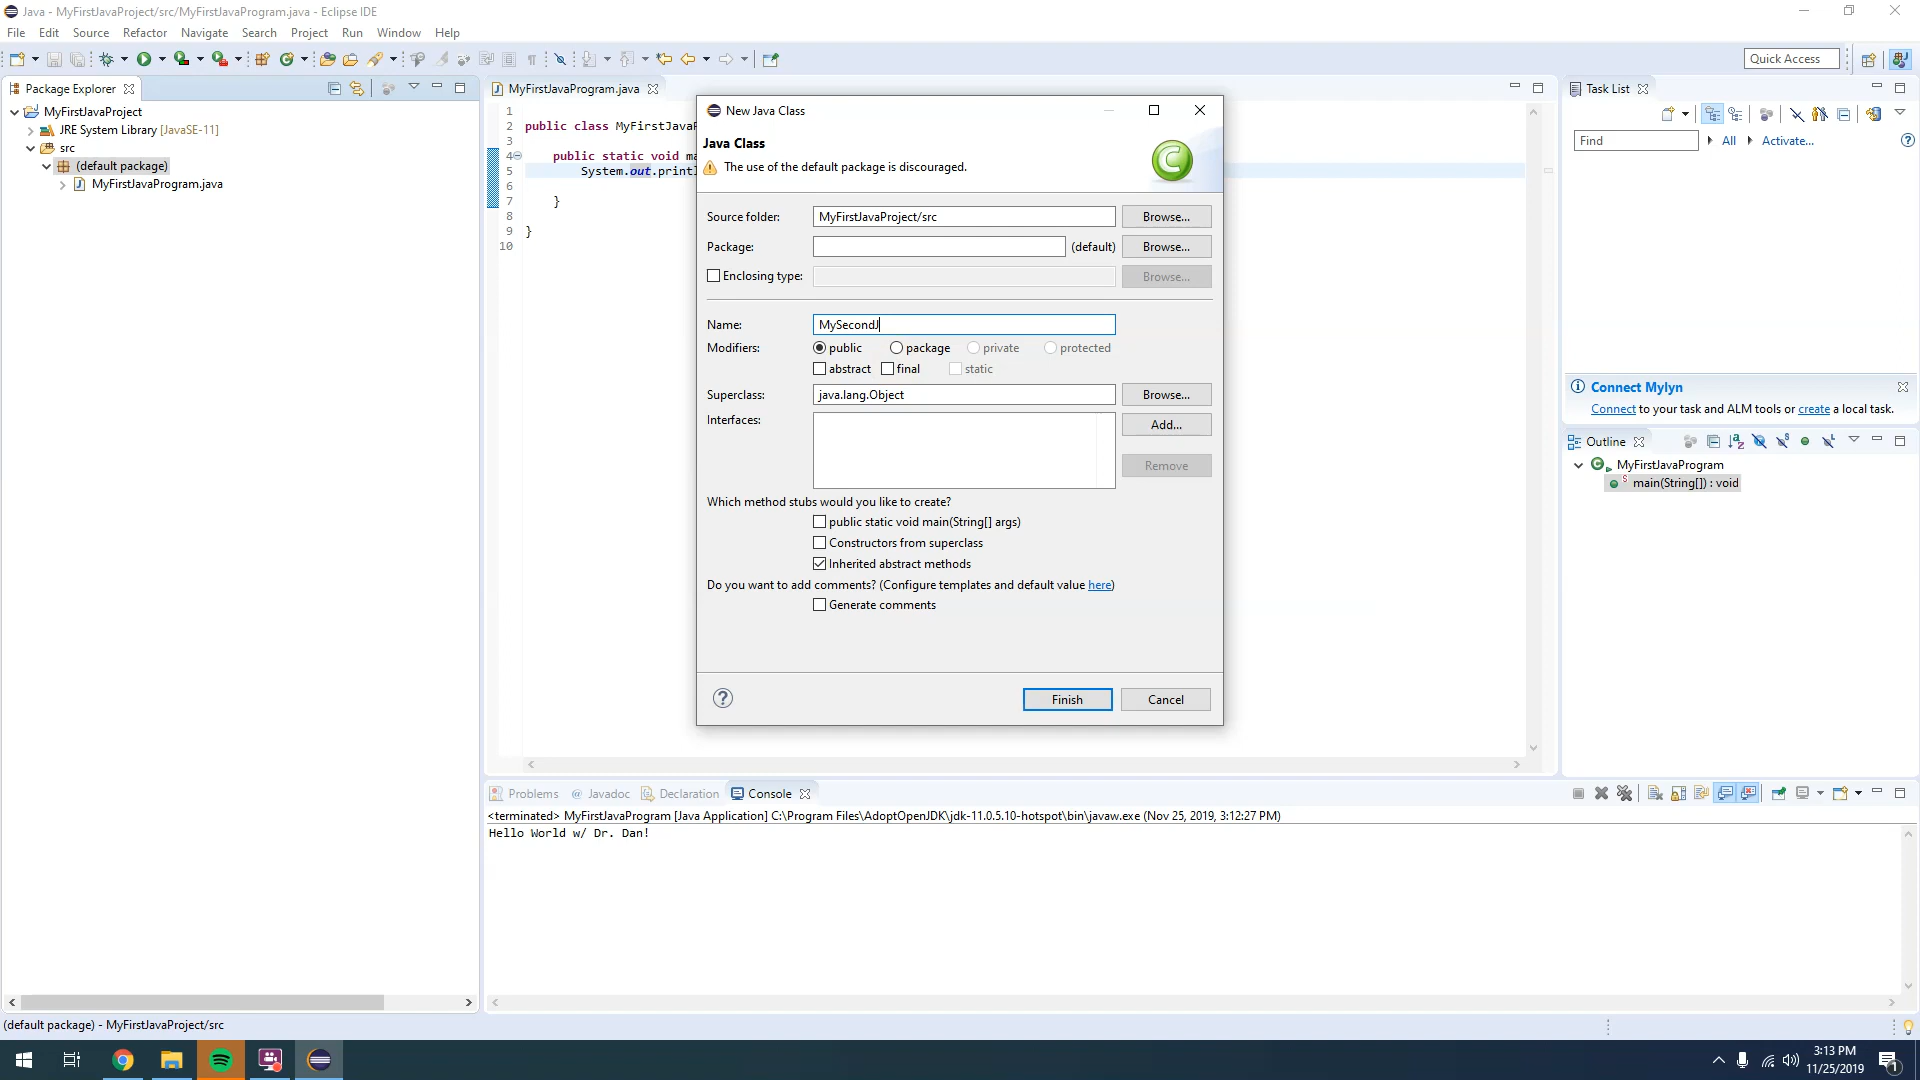 Java - MyFirstJavaProject/src/MyFirstJavaProgram.java - Eclipse IDE
File Edit Source Refactor Navigate Search Project Run Window Help
Quick Access
Package Explorer
MyFirstJavaProject
JRE System Library [JavaSE-11]
src
(default package)
MyFirstJavaProgram.java
MyFirstJavaProgram.java
1
2 public class MyFirstJavaP
3
4 public static void ma
5 System.out.printl
6
7 }
8
9 }
10
New Java Class
Java Class
The use of the default package is discouraged.
Source folder: MyFirstJavaProject/src Browse...
Package: (default) Browse...
Enclosing type: Browse...
Name: MySecondJ
Modifiers: public package private protected
abstract final static
Superclass: java.lang.Object Browse...
Interfaces: Add...
Remove
Which method stubs would you like to create?
public static void main(String[] args)
Constructors from superclass
Inherited abstract methods
Do you want to add comments? (Configure templates and default value here)
Generate comments
Finish Cancel
Task List
Find All Activate...
Connect Mylyn
Connect to your task and ALM tools or create a local task.
Outline
MyFirstJavaProgram
main(String[]) : void
Problems Javadoc Declaration Console
<terminated> MyFirstJavaProgram [Java Application] C:\Program Files\AdoptOpenJDK\jdk-11.0.5.10-hotspot\bin\javaw.exe (Nov 25, 2019, 3:12:27 PM)
Hello World w/ Dr. Dan!
(default package) - MyFirstJavaProject/src
3:13 PM
11/25/2019
1